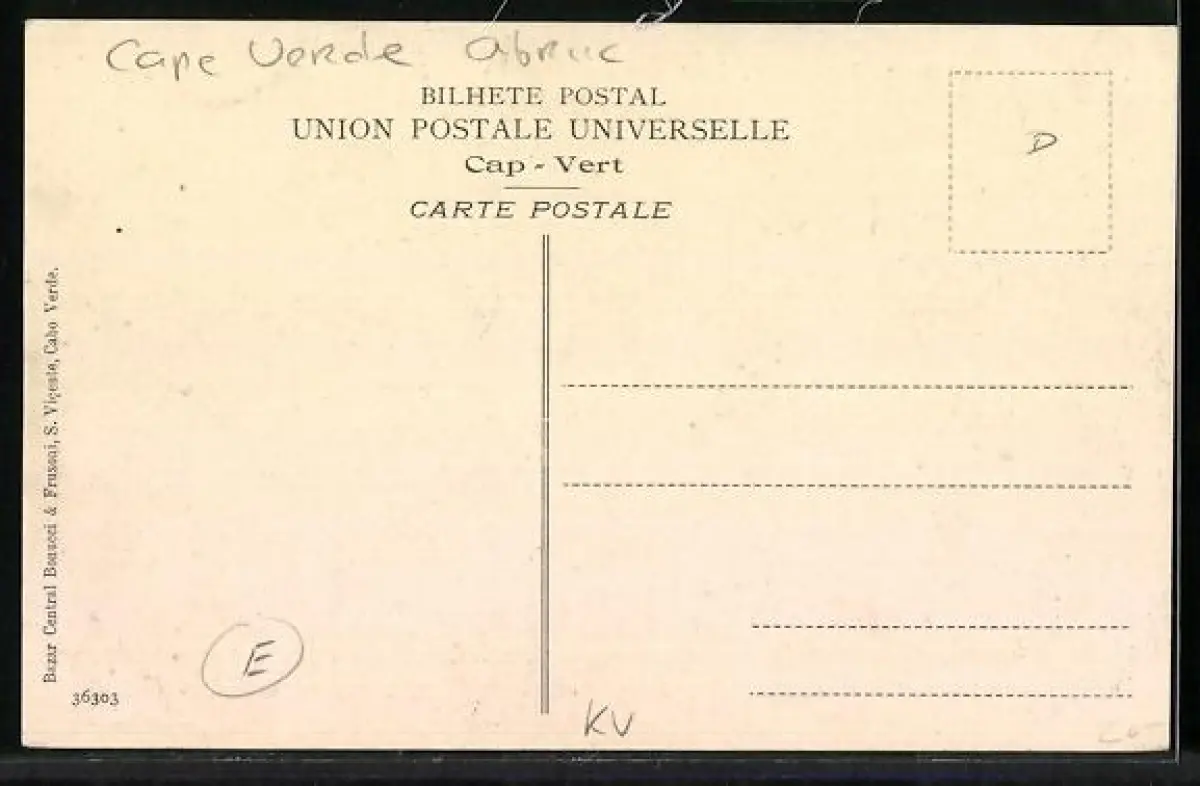 Cape Verde
BILHETE POSTAL
UNION POSTALE UNIVERSELLE
Cap - Vert
CARTE POSTALE
D
Bazar Central Bonucci & Frusoni, S. Vicente, Cabo Verde.
36303
E
KV